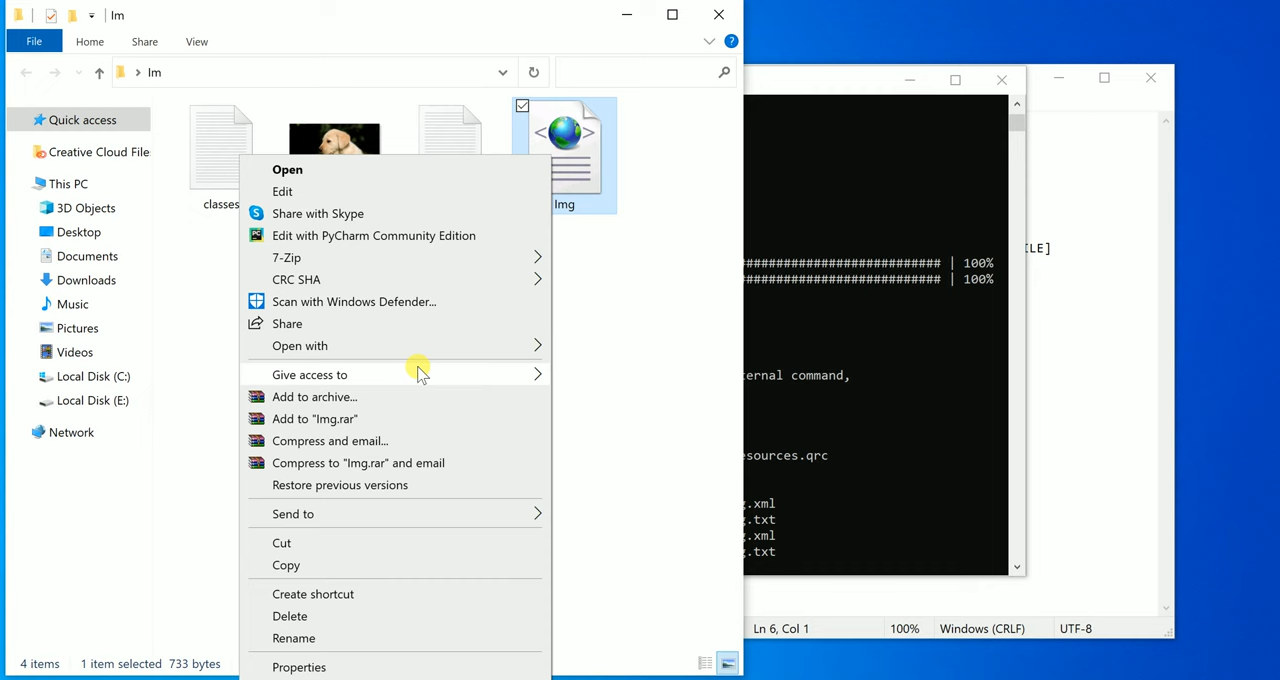 Im
File
Home
Share
View
?
Im
Quick access
Creative Cloud File
This PC
3D Objects
Desktop
Documents
Downloads
Music
Pictures
Videos
Local Disk (C:)
Local Disk (E:)
Network
classes
Img
Open
Edit
Share with Skype
Edit with PyCharm Community Edition
7-Zip
CRC SHA
Scan with Windows Defender...
Share
Open with
Give access to
Add to archive...
Add to "Img.rar"
Compress and email...
Compress to "Img.rar" and email
Restore previous versions
Send to
Cut
Copy
Create shortcut
Delete
Rename
Properties
4 items 1 item selected 733 bytes
########################## | 100%
########################## | 100%
ternal command,
esources.qrc
g.xml
g.txt
g.xml
g.txt
ILE]
Ln 6, Col 1 100% Windows (CRLF) UTF-8